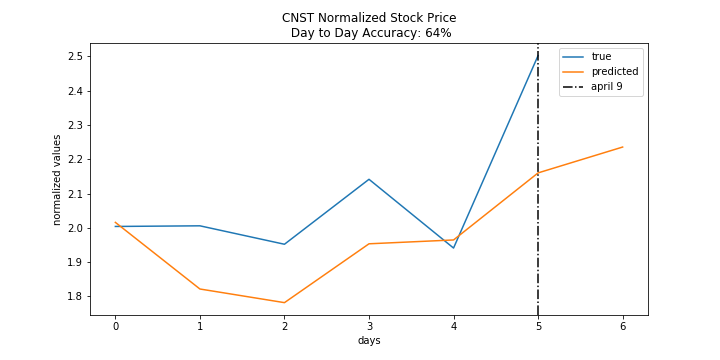 CNST Normalized Stock Price
Day to Day Accuracy: 64%
2.5
2.4
2.3
2.2
2.1
2.0
1.9
1.8
normalized values
true
predicted
april 9
0 1 2 3 4 5 6
days